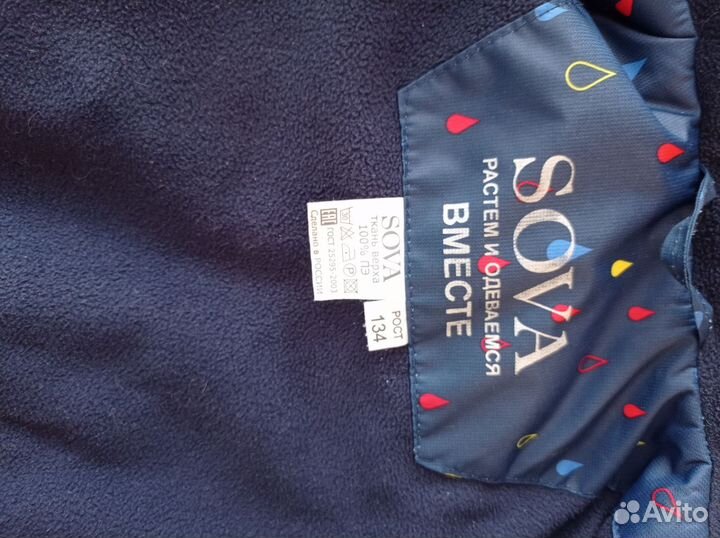 SOVA
РАСТЕМ И ОДЕВАЕМСЯ
ВМЕСТЕ
SOVA
ткань верха
100% ПЭ
ГОСТ 25295-2003
Сделано в РОССИИ
РОСТ
134
Avito